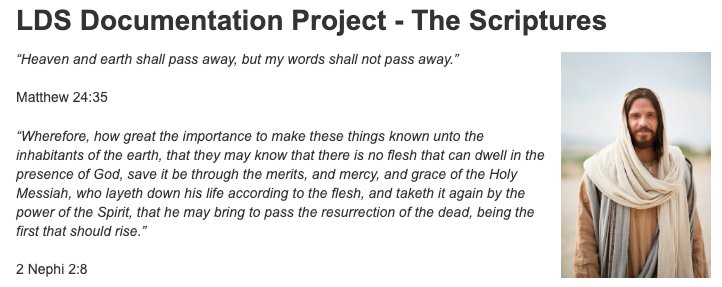 LDS Documentation Project - The Scriptures
“Heaven and earth shall pass away, but my words shall not pass away.”
Matthew 24:35
“Wherefore, how great the importance to make these things known unto the
inhabitants of the earth, that they may know that there is no flesh that can dwell in the
presence of God, save it be through the merits, and mercy, and grace of the Holy
Messiah, who layeth down his life according to the flesh, and taketh it again by the
power of the Spirit, that he may bring to pass the resurrection of the dead, being the
first that should rise.”
2 Nephi 2:8